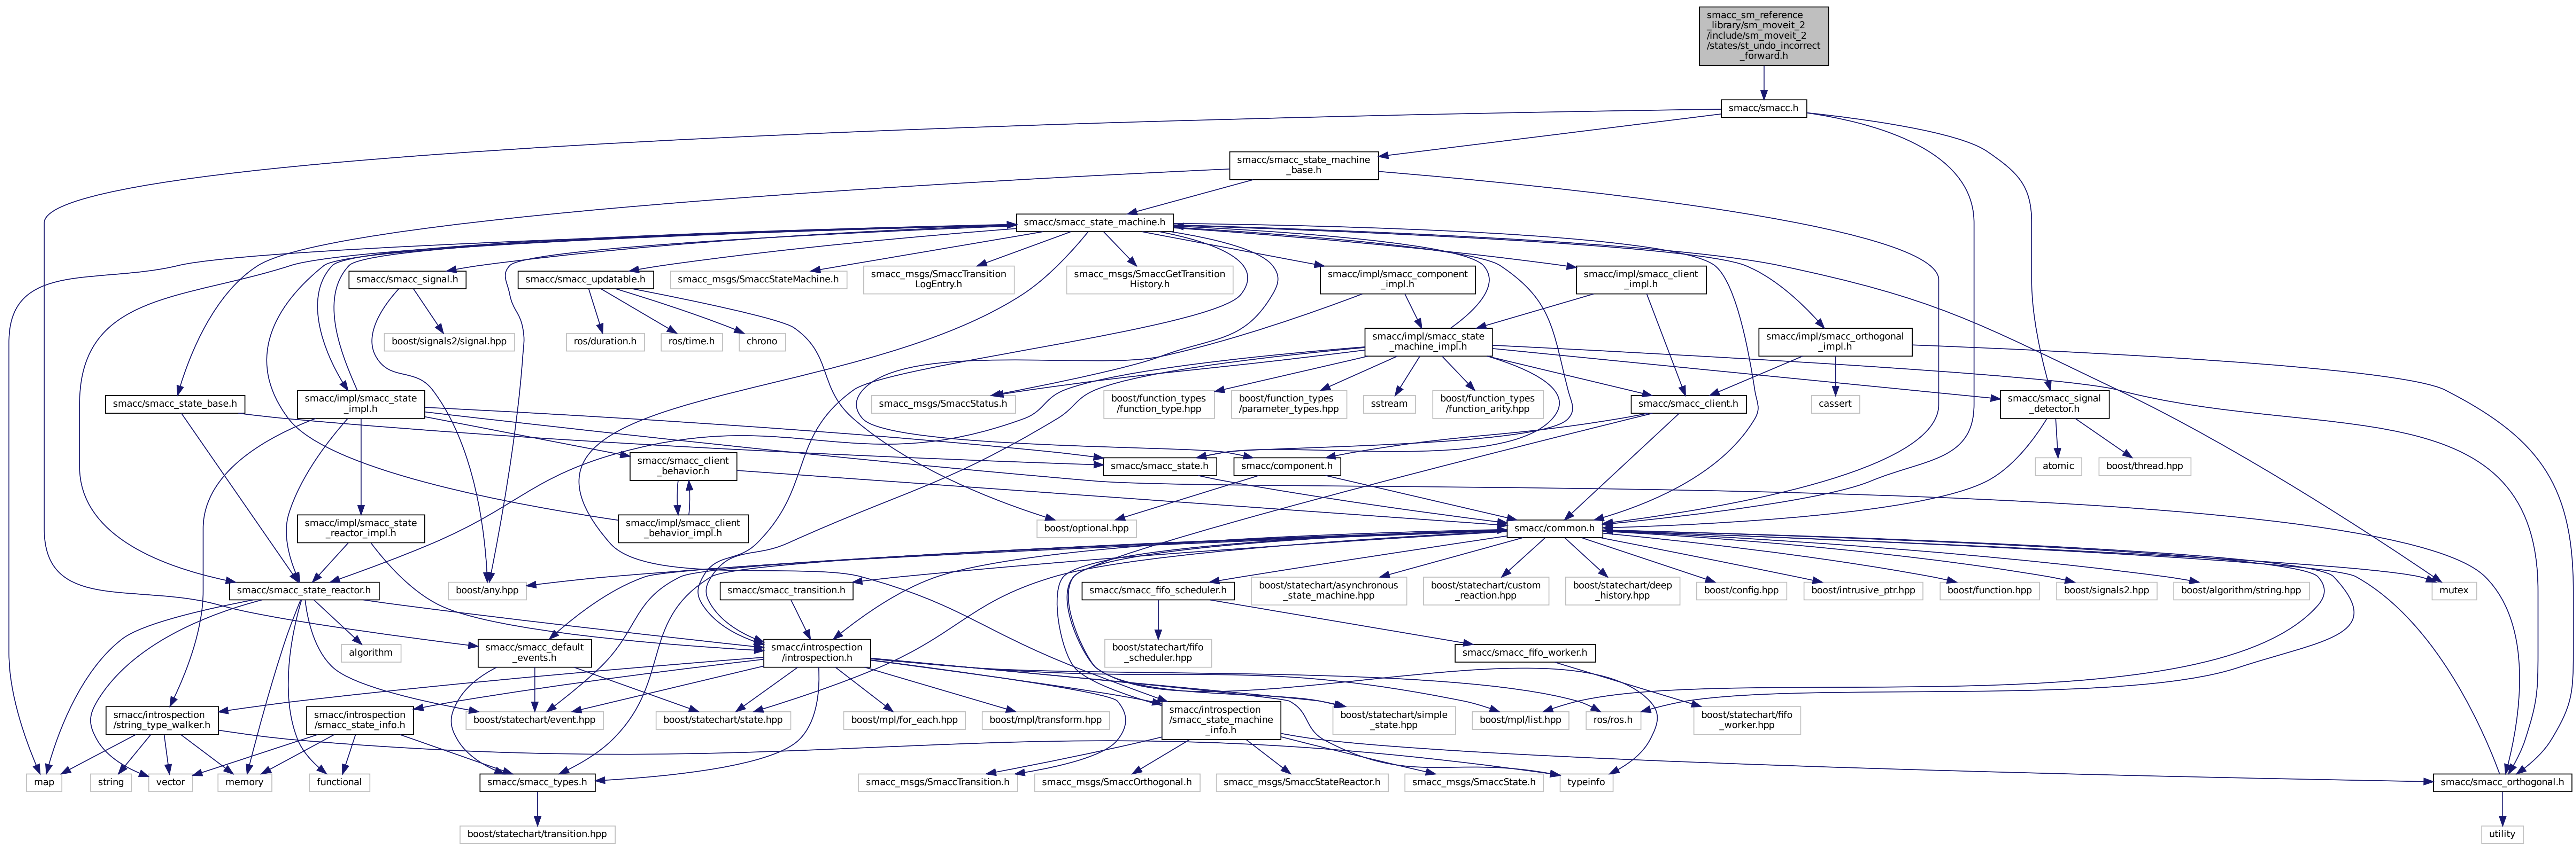 smacc_sm_reference
_library/sm_moveit_2
/include/sm_moveit_2
/states/st_undo_incorrect
_forward.h
smacc/smacc.h
smacc/smacc_state_machine
_base.h
smacc/smacc_state_machine.h
smacc/smacc_signal.h
smacc/smacc_updatable.h
smacc_msgs/SmaccStateMachine.h
smacc_msgs/SmaccTransition
LogEntry.h
smacc_msgs/SmaccGetTransition
History.h
smacc/impl/smacc_component
_impl.h
smacc/impl/smacc_client
_impl.h
boost/signals2/signal.hpp
ros/duration.h
ros/time.h
chrono
smacc/impl/smacc_state
_machine_impl.h
smacc/impl/smacc_orthogonal
_impl.h
smacc/smacc_state_base.h
smacc/impl/smacc_state
_impl.h
smacc_msgs/SmaccStatus.h
boost/function_types
/function_type.hpp
boost/function_types
/parameter_types.hpp
sstream
boost/function_types
/function_arity.hpp
smacc/smacc_client.h
cassert
smacc/smacc_signal
_detector.h
smacc/smacc_client
_behavior.h
smacc/smacc_state.h
smacc/component.h
atomic
boost/thread.hpp
smacc/impl/smacc_state
_reactor_impl.h
smacc/impl/smacc_client
_behavior_impl.h
boost/optional.hpp
smacc/common.h
smacc/smacc_state_reactor.h
boost/any.hpp
smacc/smacc_transition.h
smacc/smacc_fifo_scheduler.h
boost/statechart/asynchronous
_state_machine.hpp
boost/statechart/custom
_reaction.hpp
boost/statechart/deep
_history.hpp
boost/config.hpp
boost/intrusive_ptr.hpp
boost/function.hpp
boost/signals2.hpp
boost/algorithm/string.hpp
mutex
algorithm
smacc/smacc_default
_events.h
smacc/introspection
/introspection.h
boost/statechart/fifo
_scheduler.hpp
smacc/smacc_fifo_worker.h
smacc/introspection
/string_type_walker.h
smacc/introspection
/smacc_state_info.h
boost/statechart/event.hpp
boost/statechart/state.hpp
boost/mpl/for_each.hpp
boost/mpl/transform.hpp
smacc/introspection
/smacc_state_machine
_info.h
boost/statechart/simple
_state.hpp
boost/mpl/list.hpp
ros/ros.h
boost/statechart/fifo
_worker.hpp
map
string
vector
memory
functional
smacc/smacc_types.h
smacc_msgs/SmaccTransition.h
smacc_msgs/SmaccOrthogonal.h
smacc_msgs/SmaccStateReactor.h
smacc_msgs/SmaccState.h
typeinfo
smacc/smacc_orthogonal.h
boost/statechart/transition.hpp
utility